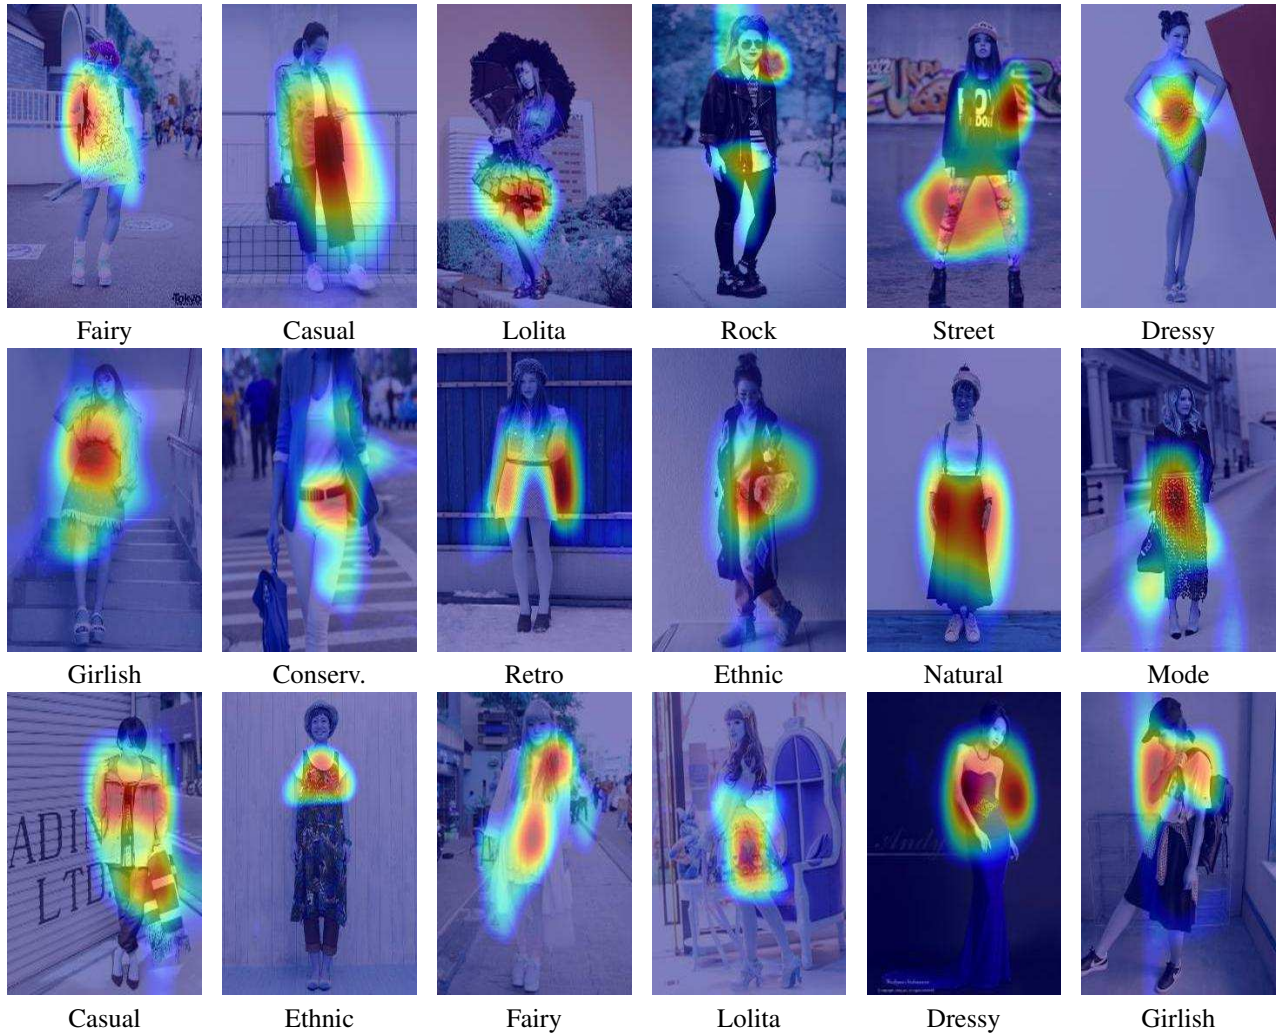 Tokyo
Fairy
Casual
Lolita
Rock
Street
Dressy
Girlish
Conserv.
Retro
Ethnic
Natural
Mode
ADIN
LTD
Casual
Ethnic
Fairy
Lolita
Dressy
Girlish